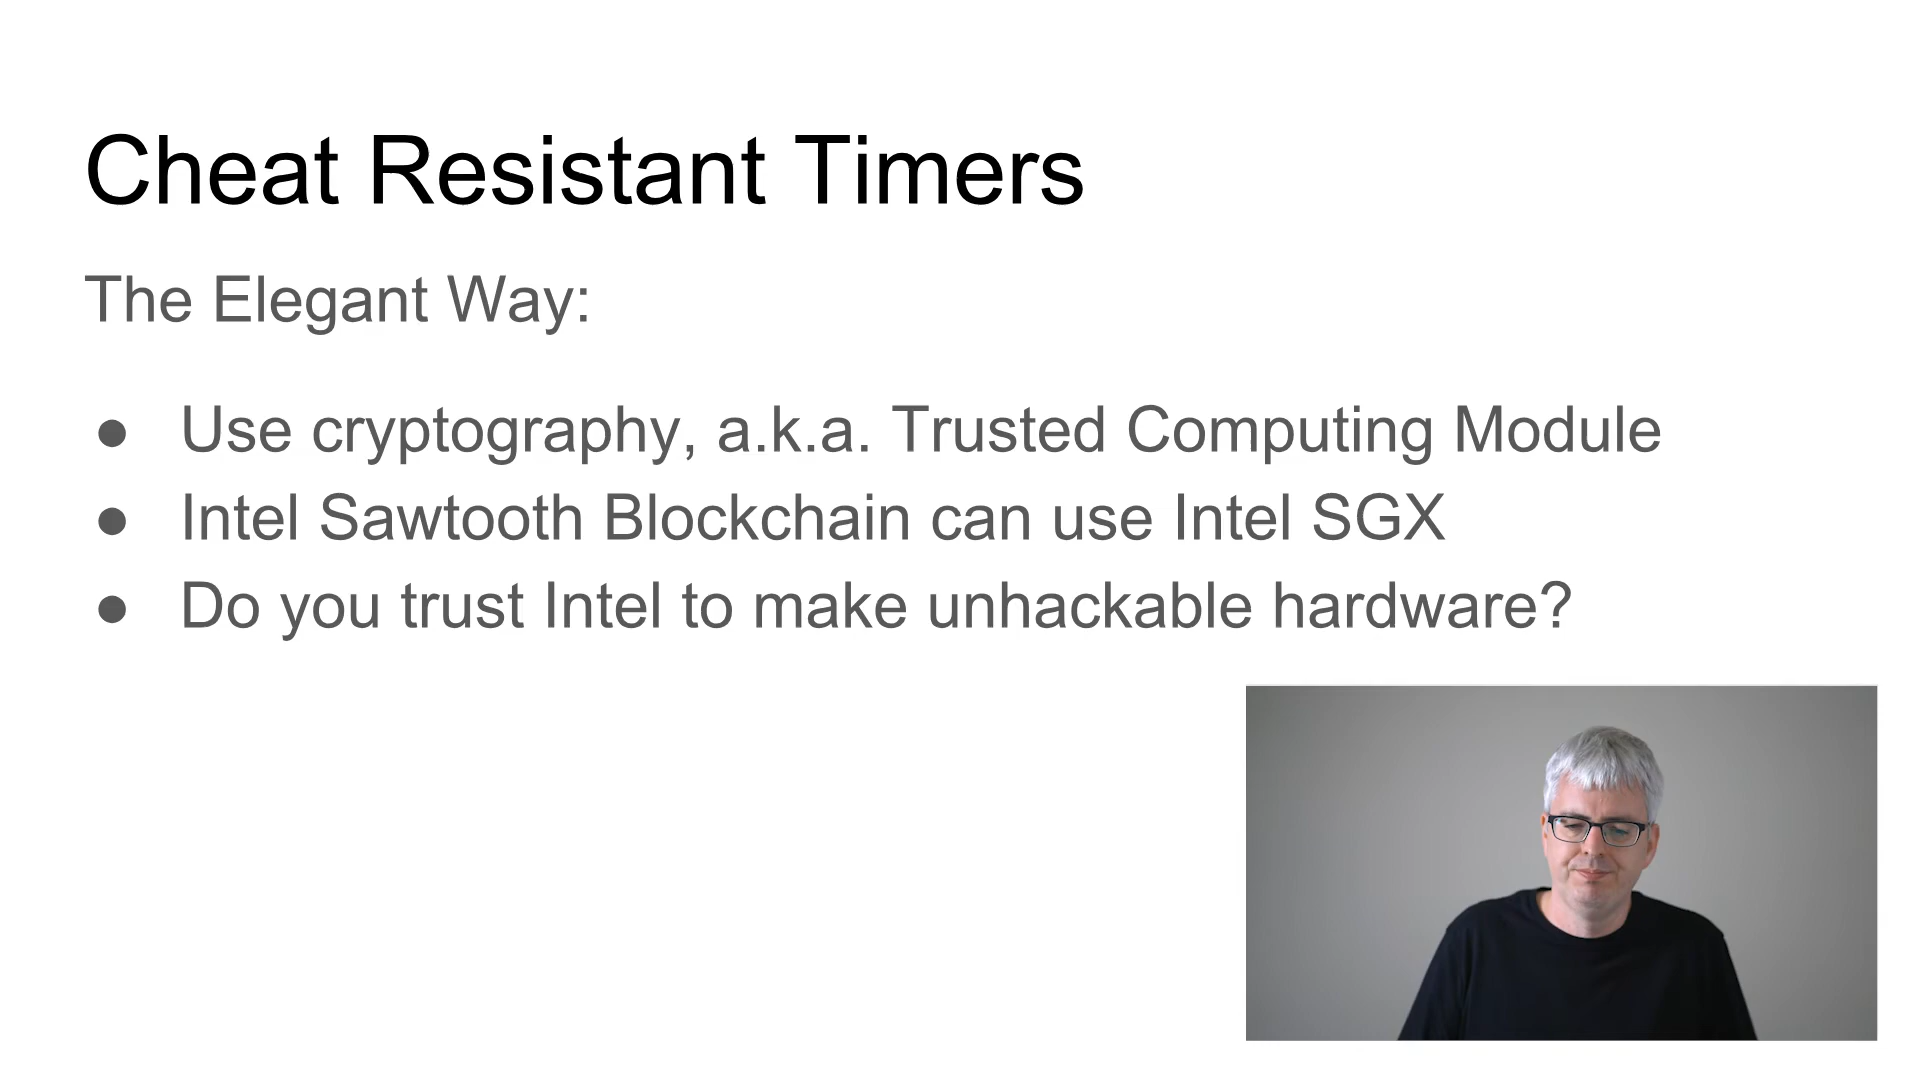 Cheat Resistant Timers
The Elegant Way:
● Use cryptography, a.k.a. Trusted Computing Module
● Intel Sawtooth Blockchain can use Intel SGX
● Do you trust Intel to make unhackable hardware?